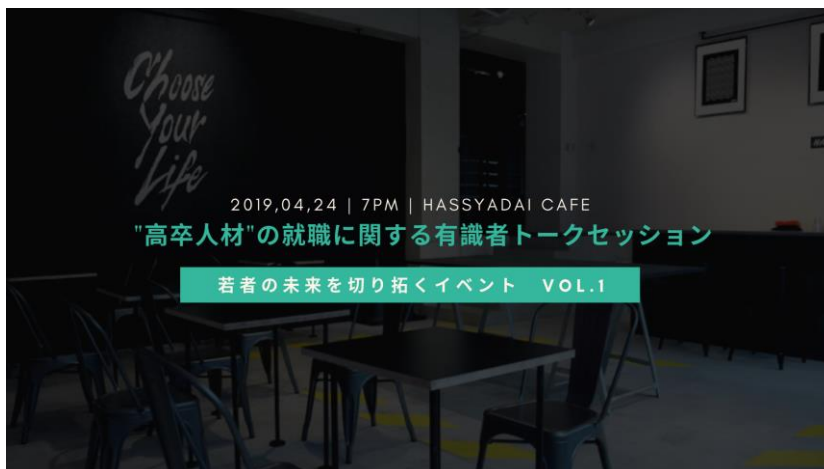 Choose
Your
Life
2019,04,24 | 7PM | HASSYADAI CAFE
"高卒人材"の就職に関する有識者トークセッション
若者の未来を切り拓くイベント　VOL.1